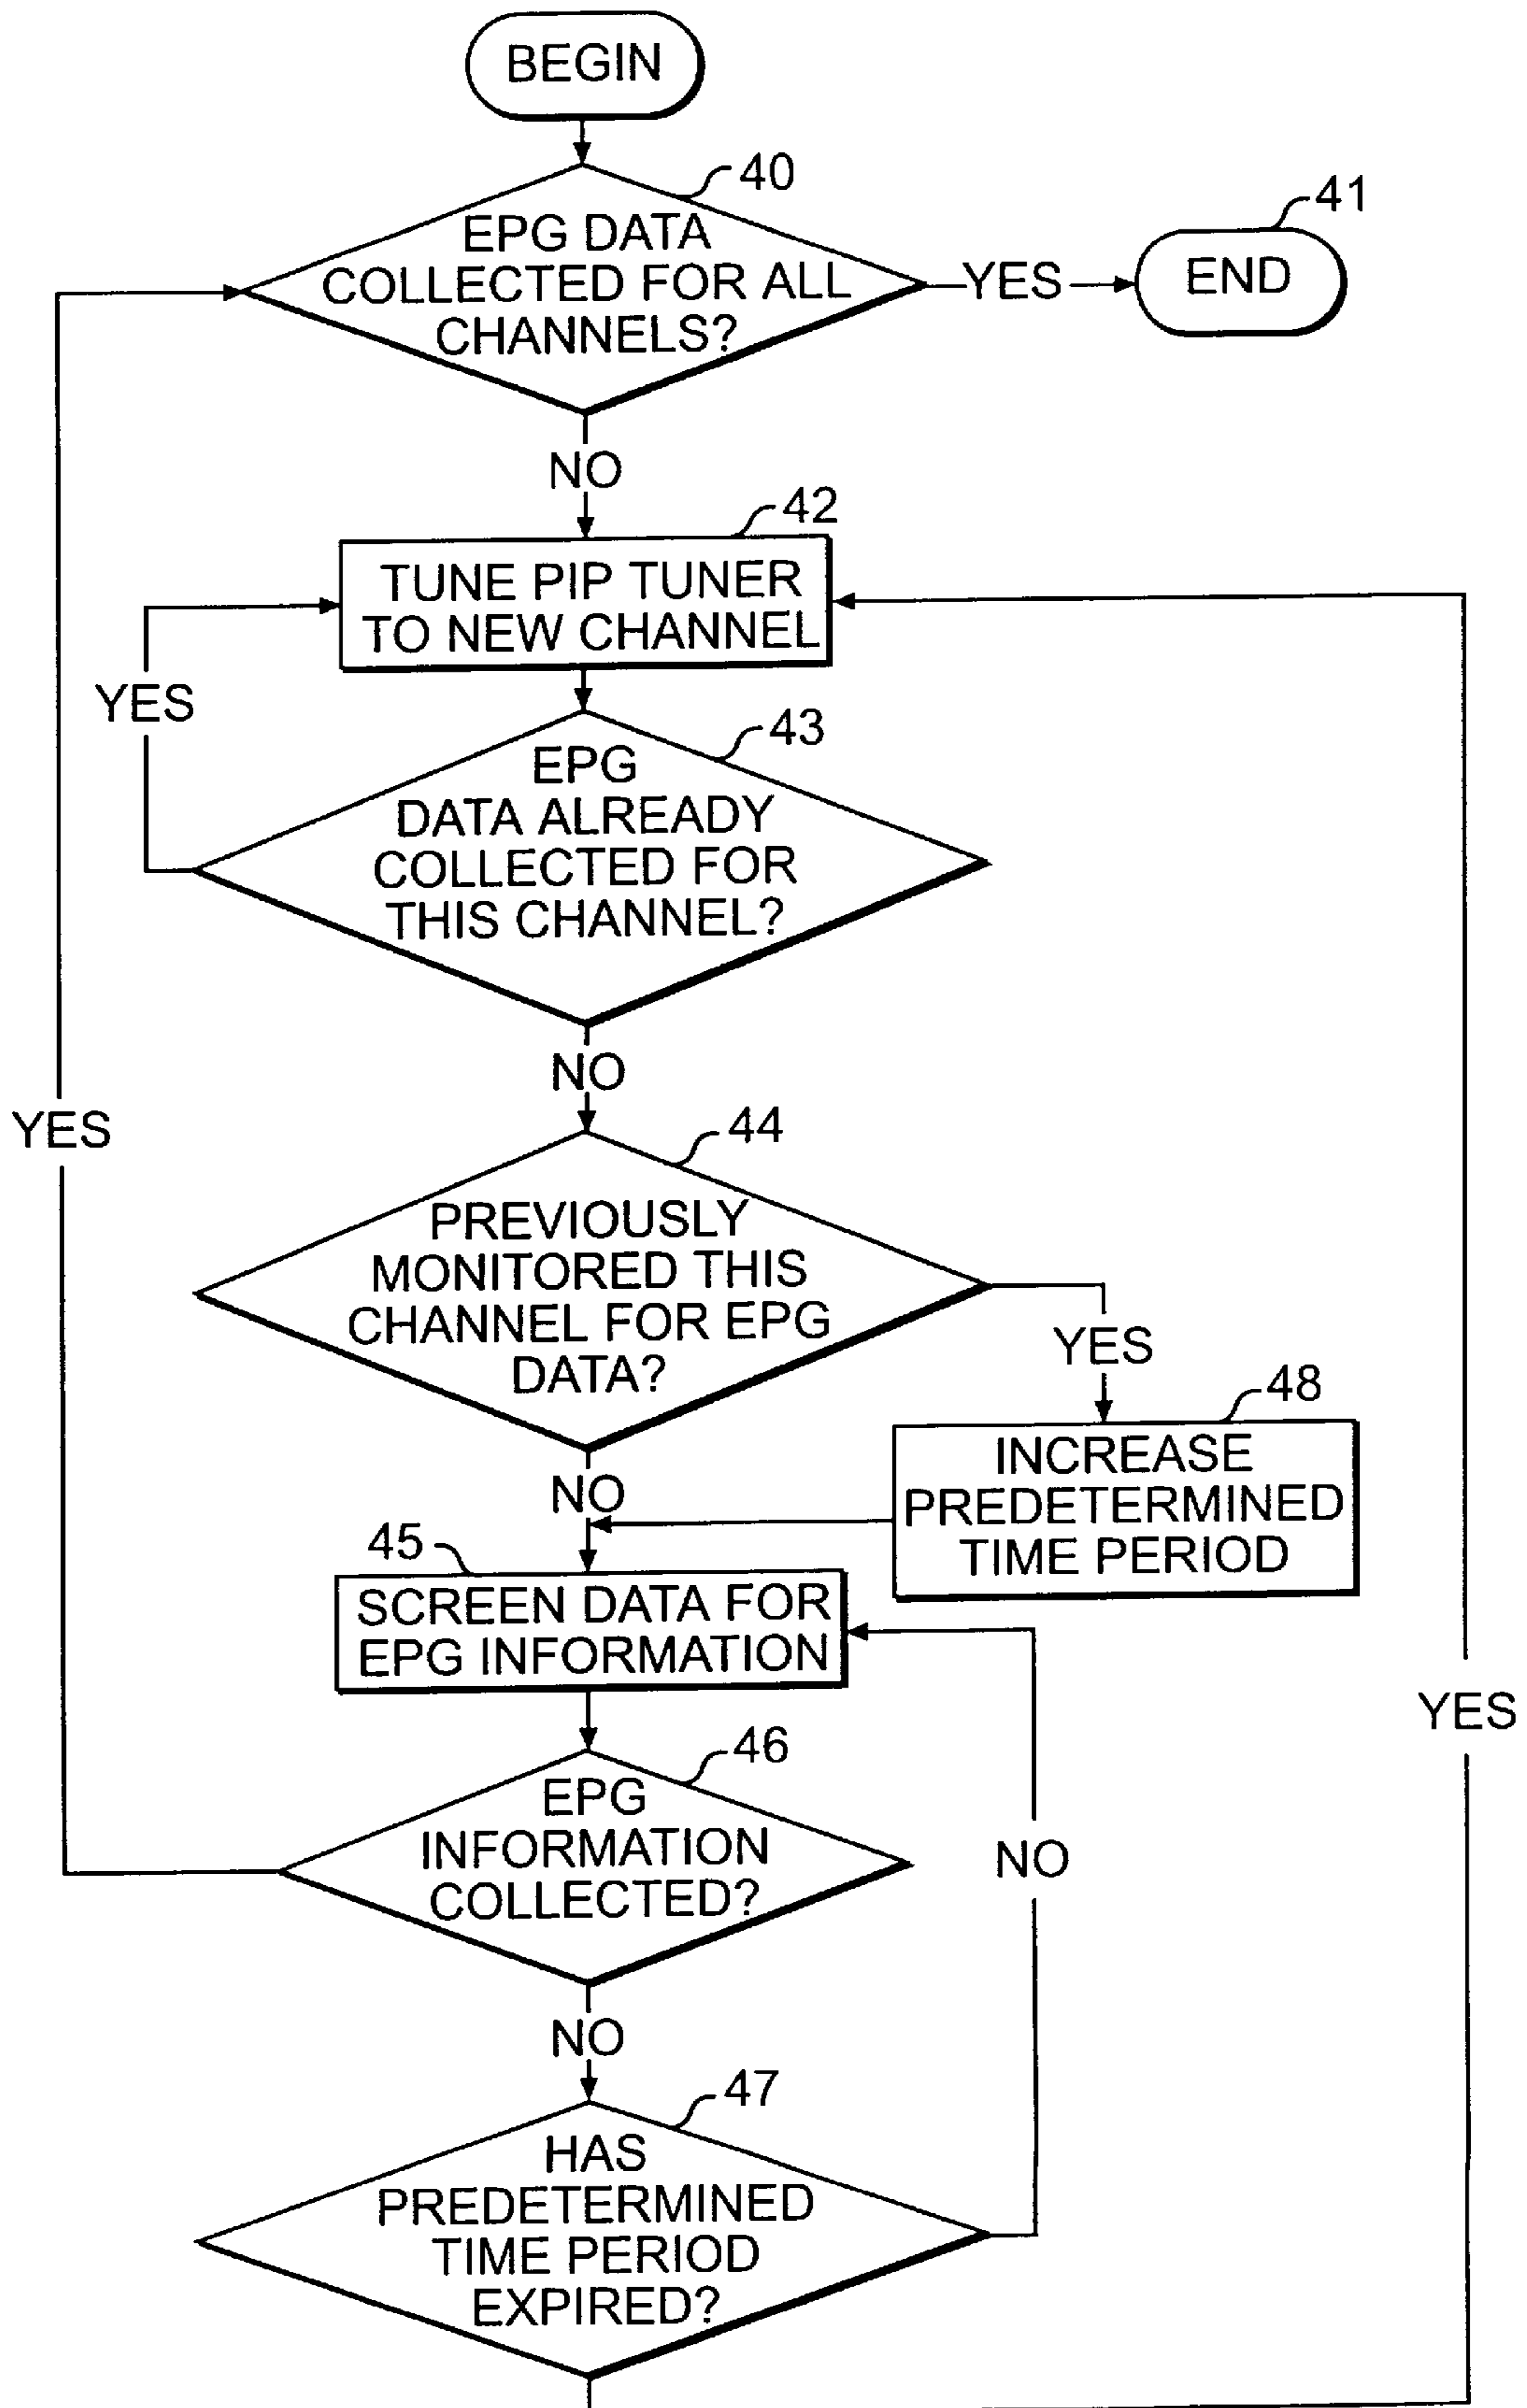 BEGIN
40
EPG DATA
COLLECTED FOR ALL
CHANNELS?
YES
41
END
NO
42
TUNE PIP TUNER
TO NEW CHANNEL
YES
43
EPG
DATA ALREADY
COLLECTED FOR
THIS CHANNEL?
NO
YES
44
PREVIOUSLY
MONITORED THIS
CHANNEL FOR EPG
DATA?
YES
48
INCREASE
PREDETERMINED
TIME PERIOD
NO
45
SCREEN DATA FOR
EPG INFORMATION
YES
46
EPG
INFORMATION
COLLECTED?
NO
NO
47
HAS
PREDETERMINED
TIME PERIOD
EXPIRED?